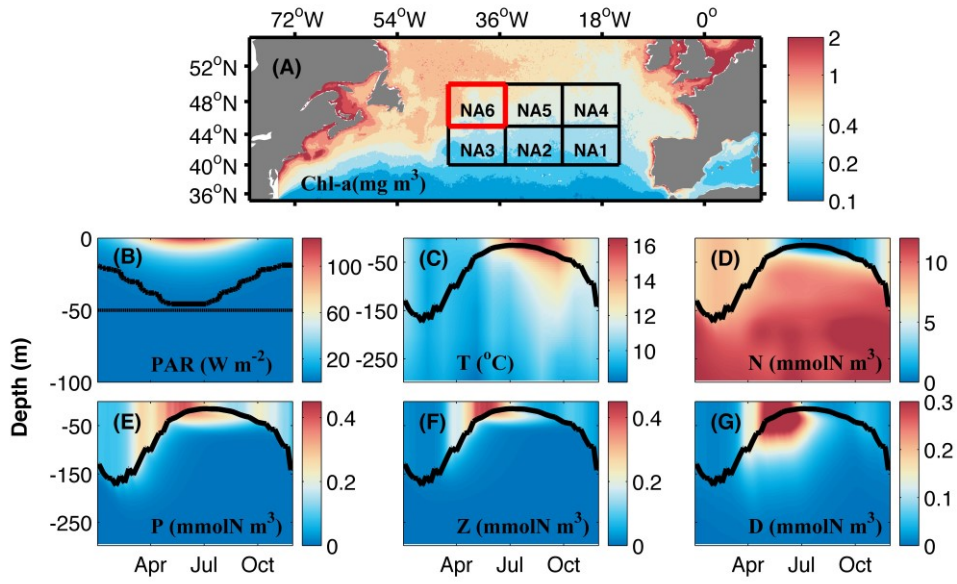 72°W 54°W 36°W 18°W 0°
52°N
48°N
44°N
40°N
36°N
(A)
NA6 NA5 NA4
NA3 NA2 NA1
Chl-a(mg m³)
2
1
0.4
0.2
0.1
Depth (m)
0
-50
-100
(B)
PAR (W m⁻²)
100
60
20
-50
-150
-250
(C)
T (°C)
16
14
12
10
(D)
N (mmolN m³)
10
5
0
-50
-150
-250
(E)
P (mmolN m³)
Apr Jul Oct
0.4
0.2
0
(F)
Z (mmolN m³)
Apr Jul Oct
0.4
0.2
0
(G)
D (mmolN m³)
Apr Jul Oct
0.3
0.2
0.1
0